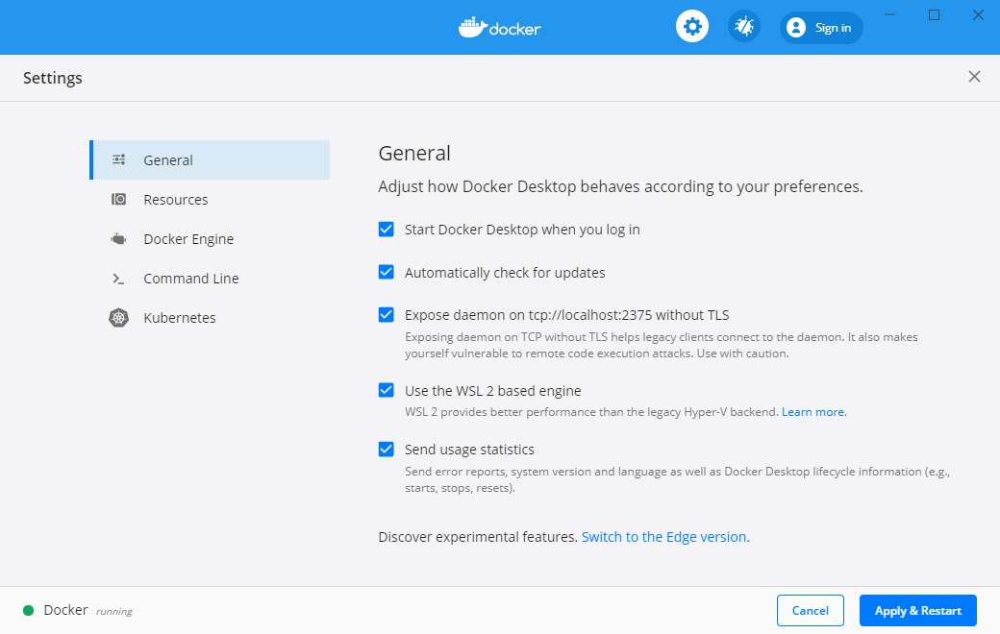 docker
Sign in
Settings
General
Resources
Docker Engine
Command Line
Kubernetes
General
Adjust how Docker Desktop behaves according to your preferences.
Start Docker Desktop when you log in
Automatically check for updates
Expose daemon on tcp://localhost:2375 without TLS
Exposing daemon on TCP without TLS helps legacy clients connect to the daemon. It also makes
yourself vulnerable to remote code execution attacks. Use with caution.
Use the WSL 2 based engine
WSL 2 provides better performance than the legacy Hyper-V backend. Learn more.
Send usage statistics
Send error reports, system version and language as well as Docker Desktop lifecycle information (e.g.,
starts, stops, resets).
Discover experimental features. Switch to the Edge version.
Docker running
Cancel
Apply & Restart